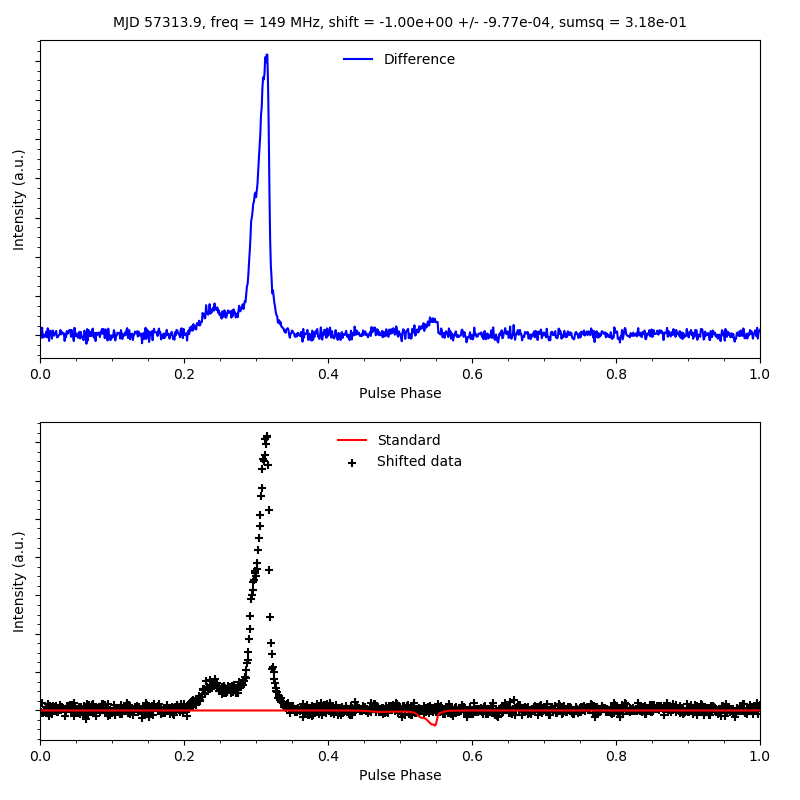 MJD 57313.9, freq = 149 MHz, shift = -1.00e+00 +/- -9.77e-04, sumsq = 3.18e-01
Difference
Intensity (a.u.)
0.0 0.2 0.4 0.6 0.8 1.0
Pulse Phase
Standard
Shifted data
Intensity (a.u.)
0.0 0.2 0.4 0.6 0.8 1.0
Pulse Phase